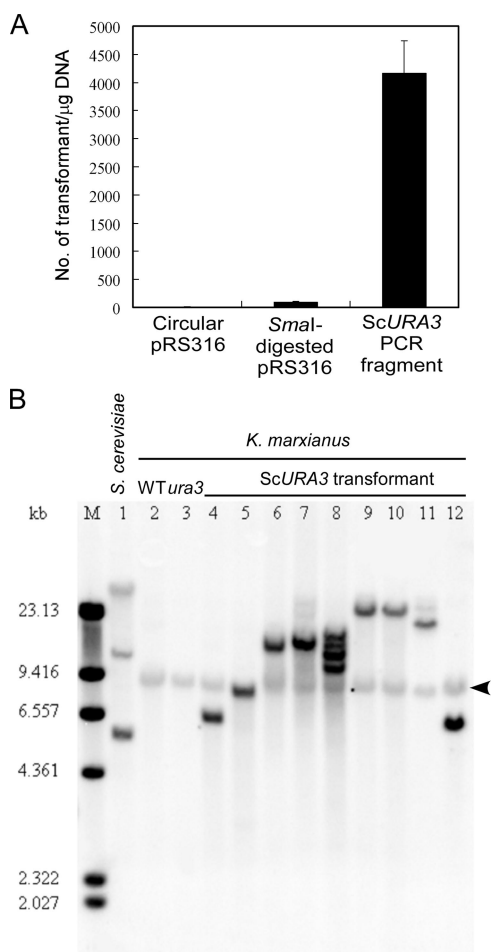 A
No. of transformant/μg DNA
5000
4500
4000
3500
3000
2500
2000
1500
1000
500
0
Circular
pRS316
SmaI-
digested
pRS316
ScURA3
PCR
fragment
B
S. cerevisiae
K. marxianus
WT ura3
ScURA3 transformant
kb M 1 2 3 4 5 6 7 8 9 10 11 12
23.13
9.416
6.557
4.361
2.322
2.027